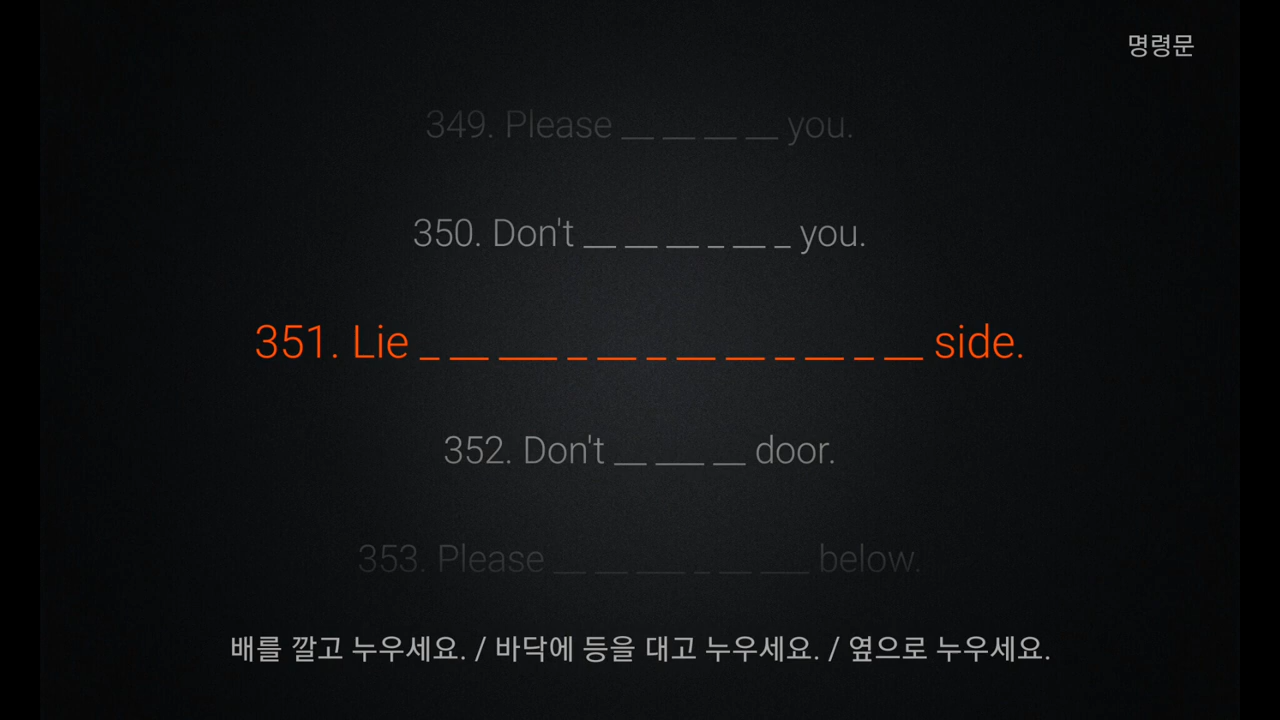 명령문
349. Please __ __ __ __ you.
350. Don't __ __ __ _ __ _ you.
351. Lie _ __ ___ _ __ _ __ __ _ __ _ __ side.
352. Don't __ ___ __ door.
353. Please __ __ ___ _ __ ___ below.
배를 깔고 누우세요. / 바닥에 등을 대고 누우세요. / 옆으로 누우세요.